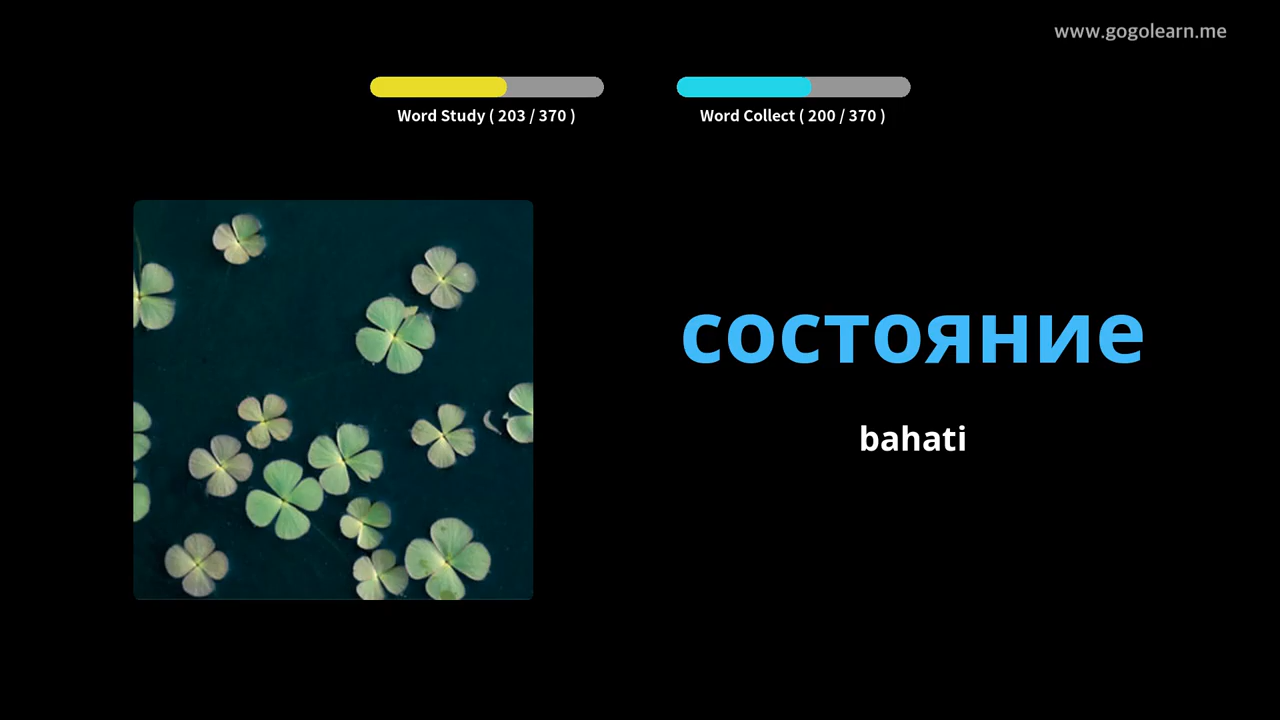 www.gogolearn.me
Word Study ( 203 / 370 )
Word Collect ( 200 / 370 )
состояние
bahati